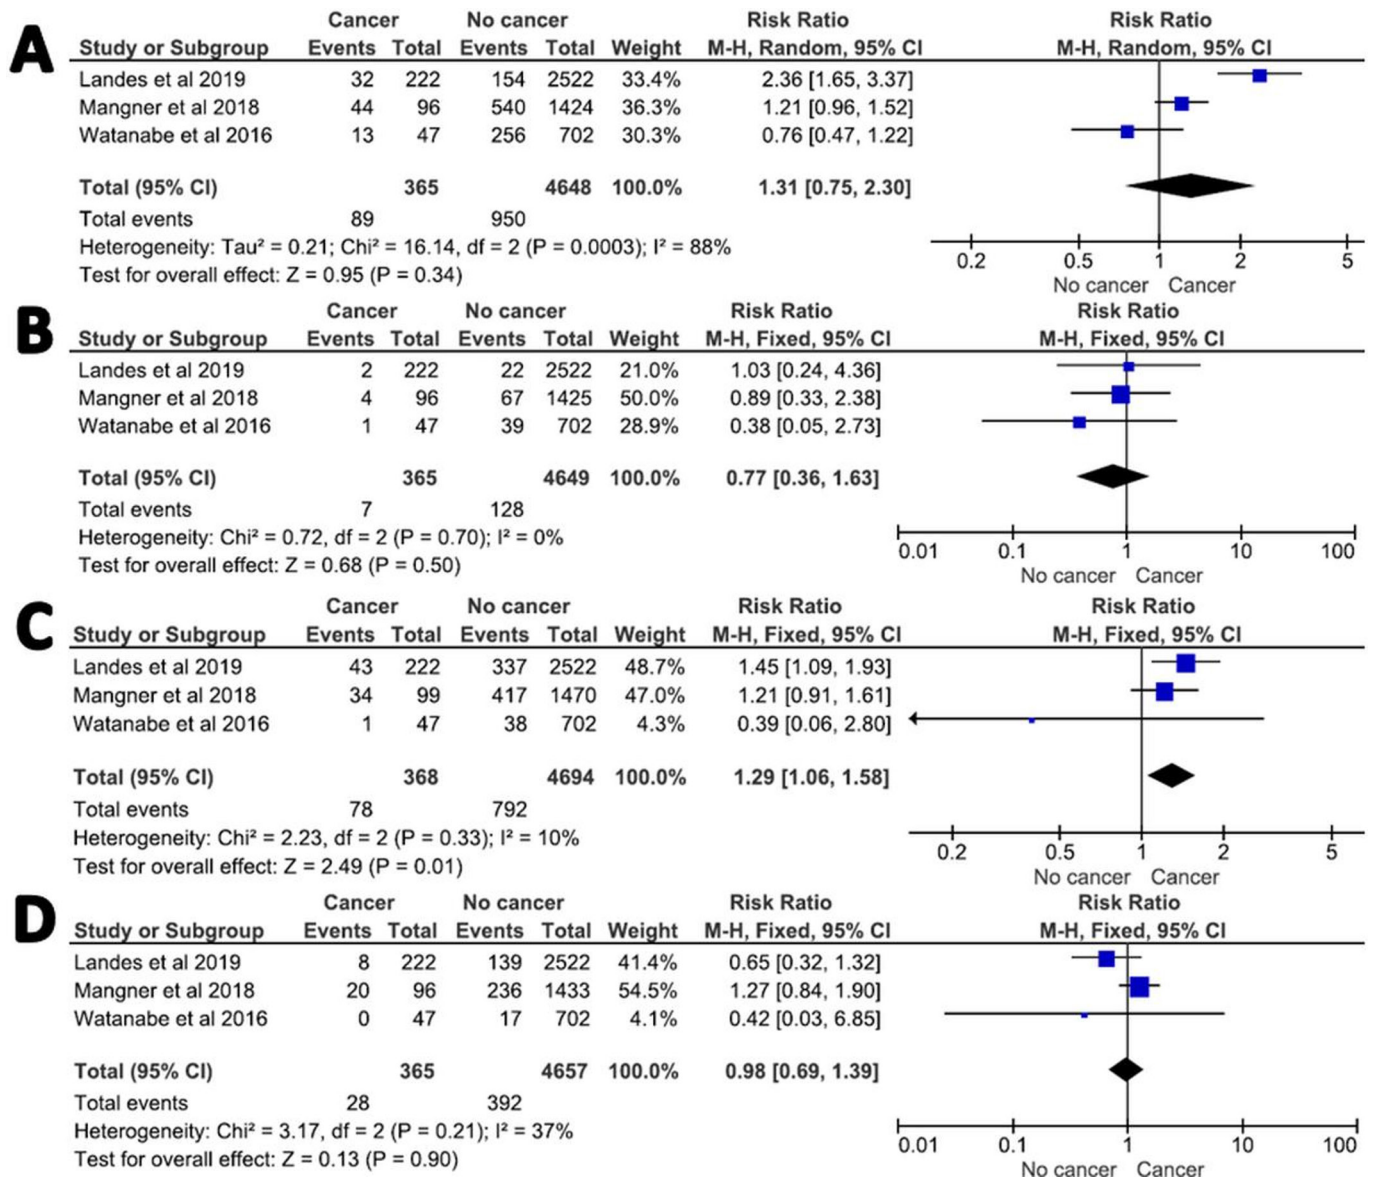 A
Cancer No cancer Risk Ratio Risk Ratio
Study or Subgroup Events Total Events Total Weight M-H, Random, 95% CI M-H, Random, 95% CI
Landes et al 2019 32 222 154 2522 33.4% 2.36 [1.65, 3.37]
Mangner et al 2018 44 96 540 1424 36.3% 1.21 [0.96, 1.52]
Watanabe et al 2016 13 47 256 702 30.3% 0.76 [0.47, 1.22]
Total (95% CI) 365 4648 100.0% 1.31 [0.75, 2.30]
Total events 89 950
Heterogeneity: Tau² = 0.21; Chi² = 16.14, df = 2 (P = 0.0003); I² = 88%
Test for overall effect: Z = 0.95 (P = 0.34)
0.2 0.5 1 2 5
No cancer Cancer
B
Cancer No cancer Risk Ratio Risk Ratio
Study or Subgroup Events Total Events Total Weight M-H, Fixed, 95% CI M-H, Fixed, 95% CI
Landes et al 2019 2 222 22 2522 21.0% 1.03 [0.24, 4.36]
Mangner et al 2018 4 96 67 1425 50.0% 0.89 [0.33, 2.38]
Watanabe et al 2016 1 47 39 702 28.9% 0.38 [0.05, 2.73]
Total (95% CI) 365 4649 100.0% 0.77 [0.36, 1.63]
Total events 7 128
Heterogeneity: Chi² = 0.72, df = 2 (P = 0.70); I² = 0%
Test for overall effect: Z = 0.68 (P = 0.50)
0.01 0.1 1 10 100
No cancer Cancer
C
Cancer No cancer Risk Ratio Risk Ratio
Study or Subgroup Events Total Events Total Weight M-H, Fixed, 95% CI M-H, Fixed, 95% CI
Landes et al 2019 43 222 337 2522 48.7% 1.45 [1.09, 1.93]
Mangner et al 2018 34 99 417 1470 47.0% 1.21 [0.91, 1.61]
Watanabe et al 2016 1 47 38 702 4.3% 0.39 [0.06, 2.80]
Total (95% CI) 368 4694 100.0% 1.29 [1.06, 1.58]
Total events 78 792
Heterogeneity: Chi² = 2.23, df = 2 (P = 0.33); I² = 10%
Test for overall effect: Z = 2.49 (P = 0.01)
0.2 0.5 1 2 5
No cancer Cancer
D
Cancer No cancer Risk Ratio Risk Ratio
Study or Subgroup Events Total Events Total Weight M-H, Fixed, 95% CI M-H, Fixed, 95% CI
Landes et al 2019 8 222 139 2522 41.4% 0.65 [0.32, 1.32]
Mangner et al 2018 20 96 236 1433 54.5% 1.27 [0.84, 1.90]
Watanabe et al 2016 0 47 17 702 4.1% 0.42 [0.03, 6.85]
Total (95% CI) 365 4657 100.0% 0.98 [0.69, 1.39]
Total events 28 392
Heterogeneity: Chi² = 3.17, df = 2 (P = 0.21); I² = 37%
Test for overall effect: Z = 0.13 (P = 0.90)
0.01 0.1 1 10 100
No cancer Cancer